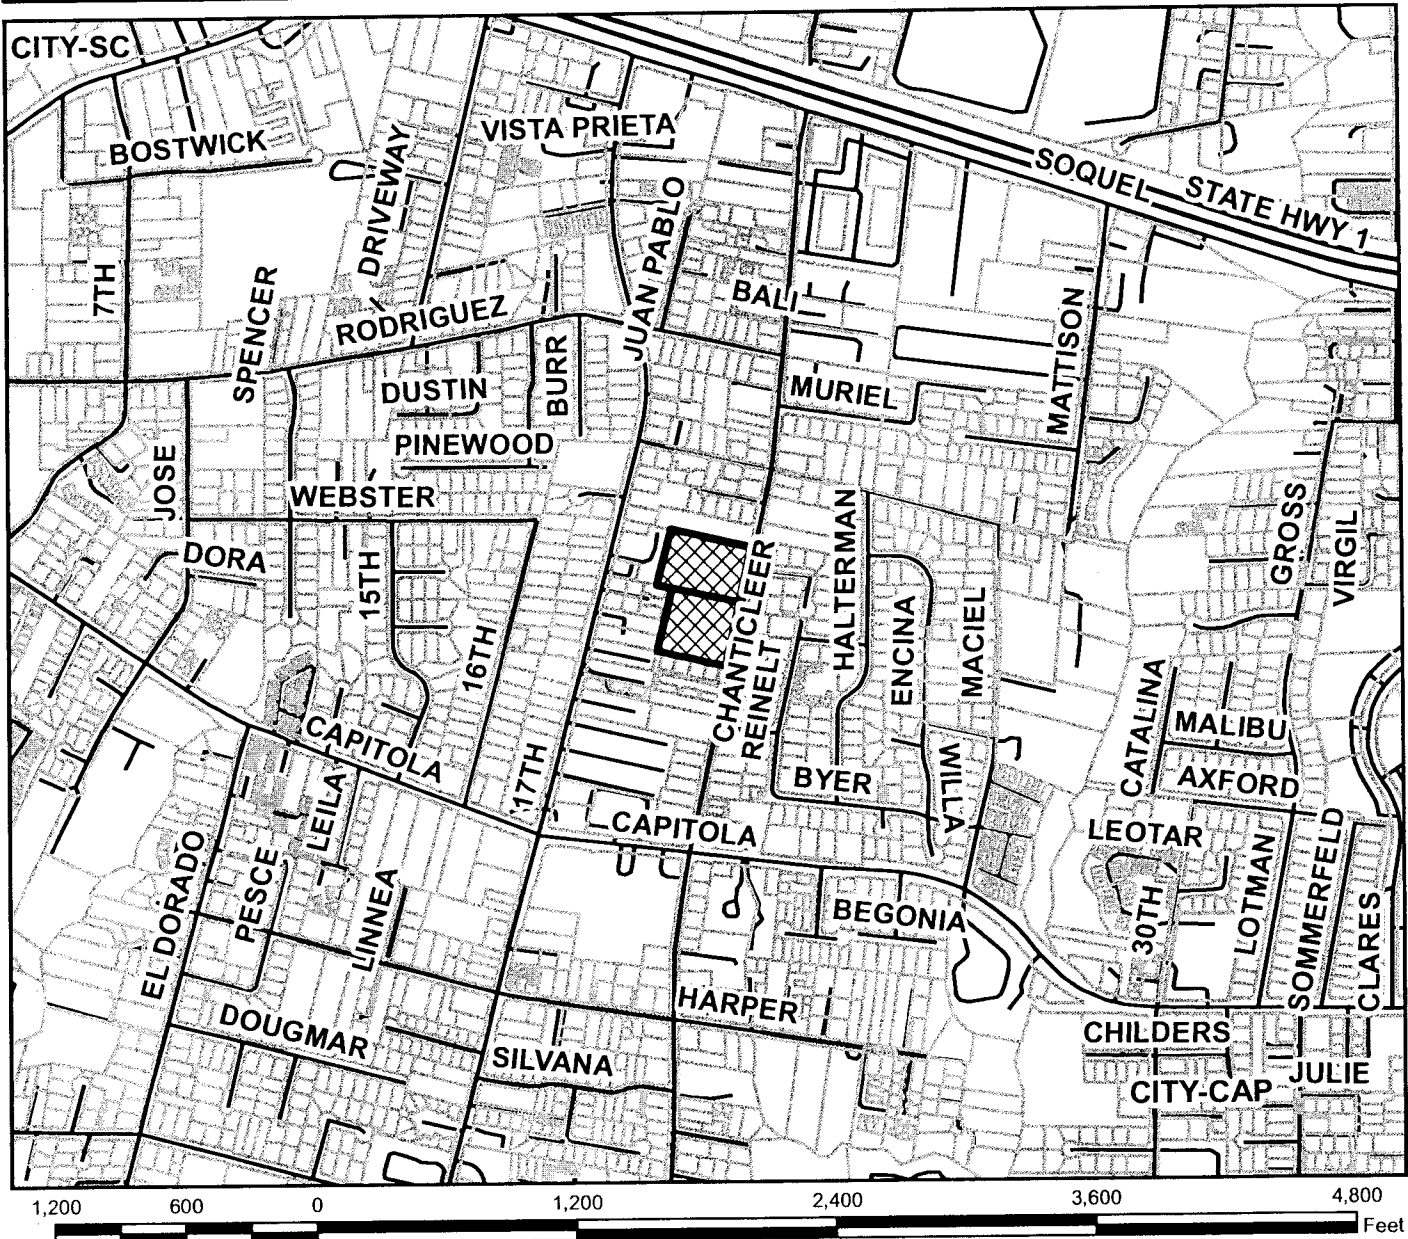 CITY-SC
BOSTWICK
DRIVEWAY
VISTA PRIETA
SOQUEL
STATE HWY 1
7TH
SPENCER
RODRIGUEZ
JUAN PABLO
BALI
MATTISON
DUSTIN
BURR
MURIEL
PINEWOOD
JOSE
WEBSTER
DORA
15TH
16TH
17TH
CHANTICLEER
REINELT
HALTERMAN
ENCINA
MACIEL
GROSS
VIRGIL
CATALINA
MALIBU
AXFORD
CAPITOLA
LEILA
BYER
WILLA
CAPITOLA
LEOTAR
EL DORADO
PESCE
LINNEA
BEGONIA
30TH
LOTMAN
SOMMERFELD
CLARES
HARPER
DOUGMAR
SILVANA
CHILDERS
JULIE
CITY-CAP
1,200 600 0 1,200 2,400 3,600 4,800
Feet